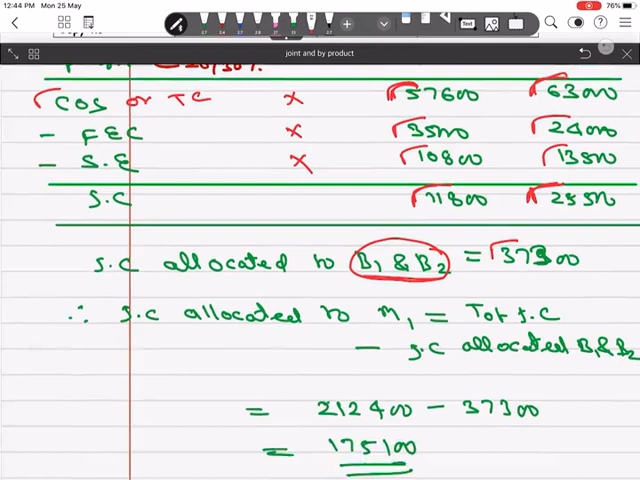 12:44 PM Mon 25 May
76%
joint and by product
COS or TC × 57600 63000
- FEC × 35000 24000
- S.E × 10800 13500
J.C 11800 25500
J.C allocated to B1 & B2 = 37300
∴ J.C allocated to M1 = Tot J.C
- J.C allocated B1 & B2
= 212400 - 37300
= 175100